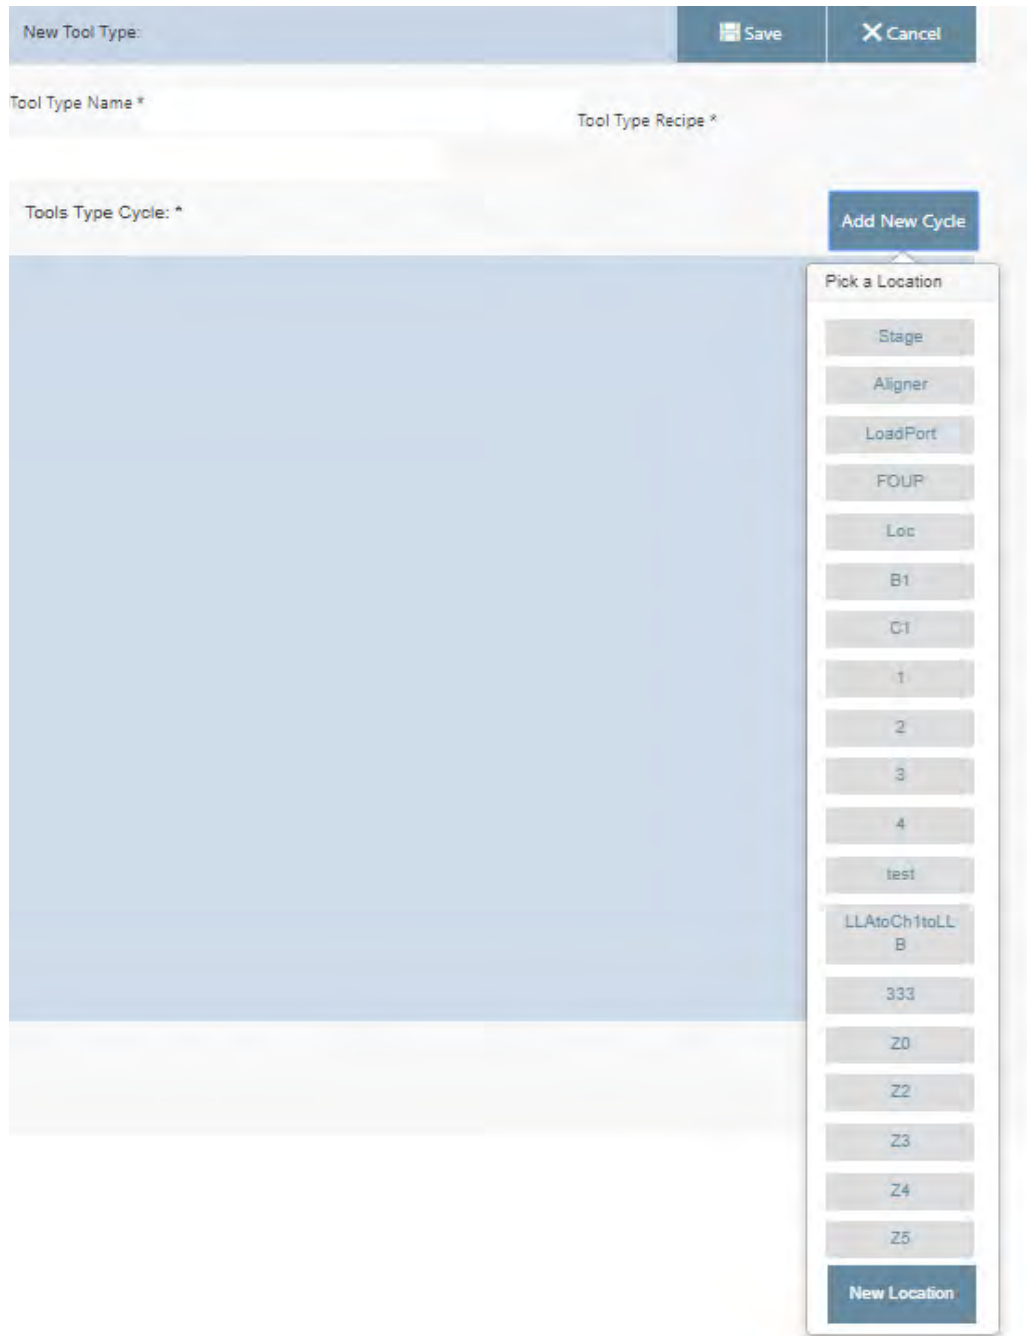 New Tool Type:
Save
Cancel
Tool Type Name *
Tool Type Recipe *
Tools Type Cycle: *
Add New Cycle
Pick a Location
Stage
Aligner
LoadPort
FOUP
Loc
B1
C1
1
2
3
4
test
LLAtoCh1toLL
B
333
Z0
Z2
Z3
Z4
Z5
New Location